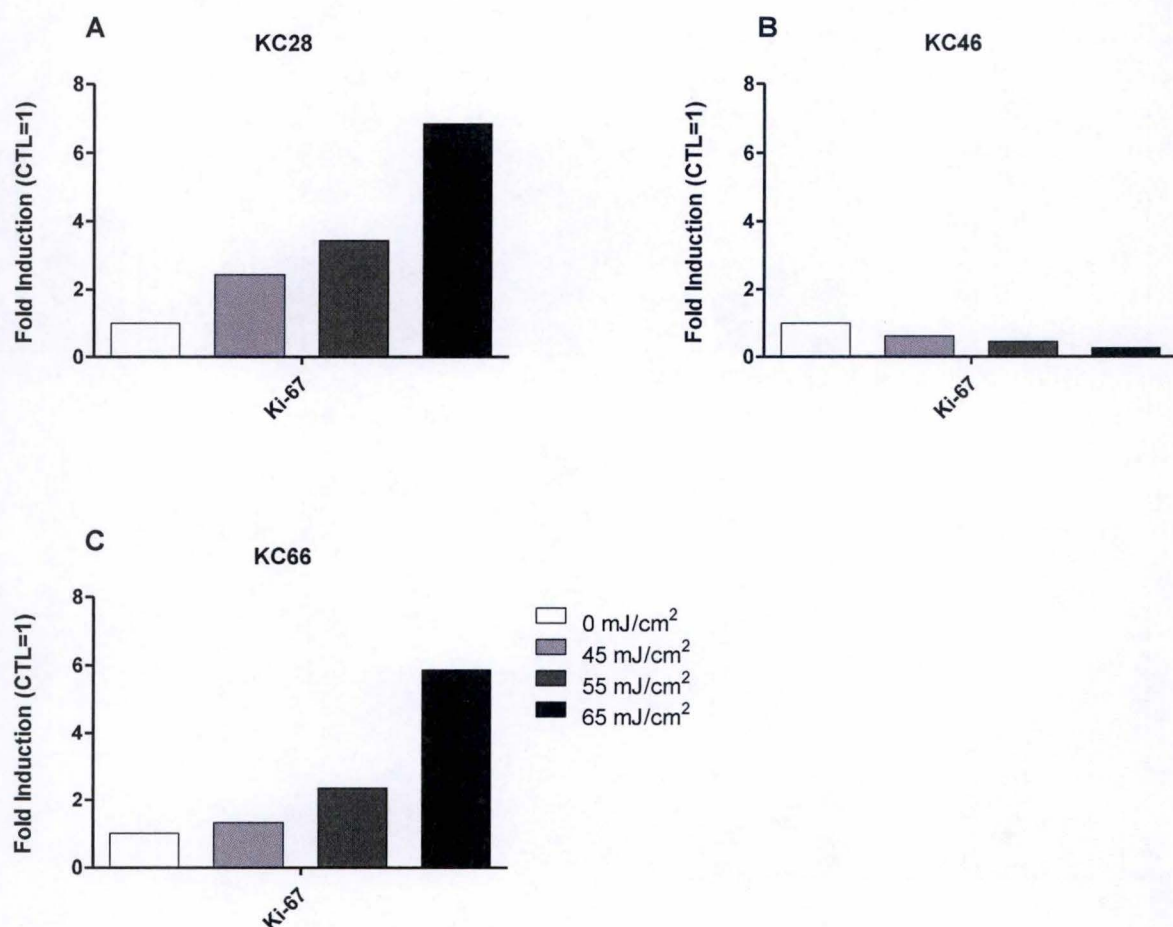 A
KC28
Fold Induction (CTL=1)
8
6
4
2
0
Ki-67
B
KC46
Fold Induction (CTL=1)
8
6
4
2
0
Ki-67
C
KC66
Fold Induction (CTL=1)
8
6
4
2
0
Ki-67
0 mJ/cm²
45 mJ/cm²
55 mJ/cm²
65 mJ/cm²